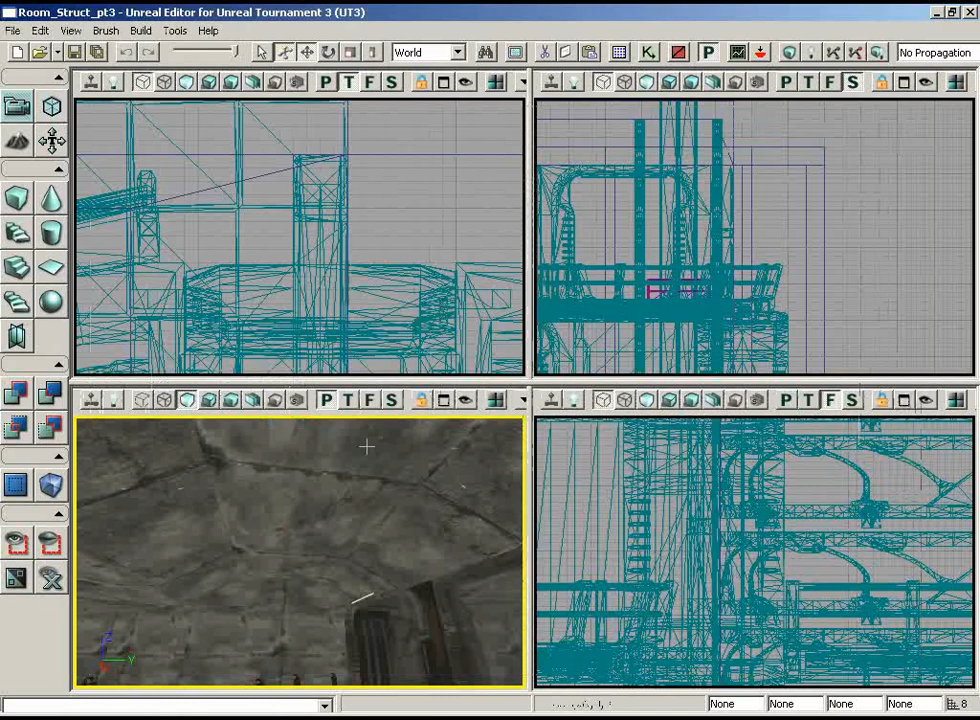 Room_Struct_pt3 - Unreal Editor for Unreal Tournament 3 (UT3)
File Edit View Brush Build Tools Help
World P No Propagation
P T F S P T F S
P T F S P T F S
Z Y
None None None None 8